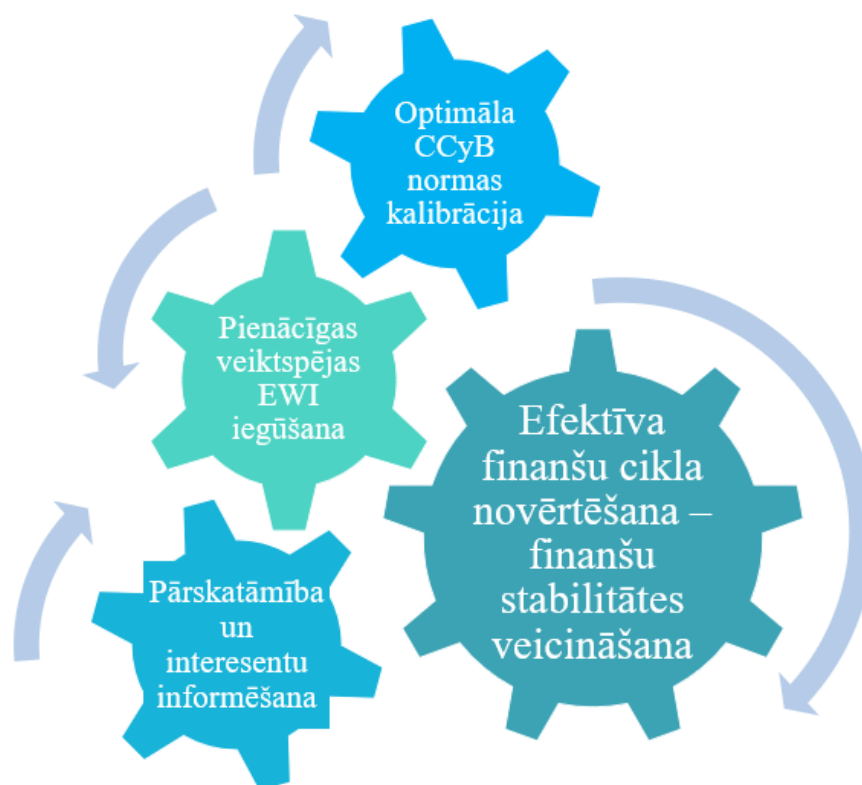 Optimāla
CCyB
normas
kalibrācija
Pienācīgas
veiktspējas
EWI
iegūšana
Pārskatāmība
un
interesentu
informēšana
Efektīva
finanšu cikla
novērtēšana –
finanšu
stabilitātes
veicināšana